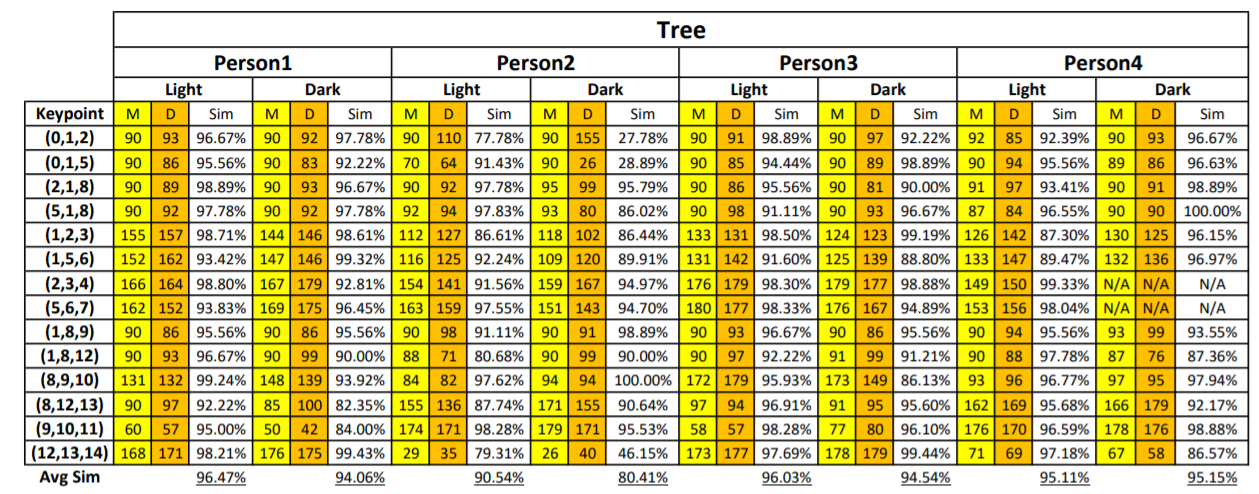 Tree
Person1 Person2 Person3 Person4
Light Dark Light Dark Light Dark Light Dark
Keypoint M D Sim M D Sim M D Sim M D Sim M D Sim M D Sim M D Sim M D Sim
(0,1,2) 90 93 96.67% 90 92 97.78% 90 110 77.78% 90 155 27.78% 90 91 98.89% 90 97 92.22% 92 85 92.39% 90 93 96.67%
(0,1,5) 90 86 95.56% 90 83 92.22% 70 64 91.43% 90 26 28.89% 90 85 94.44% 90 89 98.89% 90 94 95.56% 89 86 96.63%
(2,1,8) 90 89 98.89% 90 93 96.67% 90 92 97.78% 95 99 95.79% 90 86 95.56% 90 81 90.00% 91 97 93.41% 90 91 98.89%
(5,1,8) 90 92 97.78% 90 92 97.78% 92 94 97.83% 93 80 86.02% 90 98 91.11% 90 93 96.67% 87 84 96.55% 90 90 100.00%
(1,2,3) 155 157 98.71% 144 146 98.61% 112 127 86.61% 118 102 86.44% 133 131 98.50% 124 123 99.19% 126 142 87.30% 130 125 96.15%
(1,5,6) 152 162 93.42% 147 146 99.32% 116 125 92.24% 109 120 89.91% 131 142 91.60% 125 139 88.80% 133 147 89.47% 132 136 96.97%
(2,3,4) 166 164 98.80% 167 179 92.81% 154 141 91.56% 159 167 94.97% 176 179 98.30% 179 177 98.88% 149 150 99.33% N/A N/A N/A
(5,6,7) 162 152 93.83% 169 175 96.45% 163 159 97.55% 151 143 94.70% 180 177 98.33% 176 167 94.89% 153 156 98.04% N/A N/A N/A
(1,8,9) 90 86 95.56% 90 86 95.56% 90 98 91.11% 90 91 98.89% 90 93 96.67% 90 86 95.56% 90 94 95.56% 93 99 93.55%
(1,8,12) 90 93 96.67% 90 99 90.00% 88 71 80.68% 90 99 90.00% 90 97 92.22% 91 99 91.21% 90 88 97.78% 87 76 87.36%
(8,9,10) 131 132 99.24% 148 139 93.92% 84 82 97.62% 94 94 100.00% 172 179 95.93% 173 149 86.13% 93 96 96.77% 97 95 97.94%
(8,12,13) 90 97 92.22% 85 100 82.35% 155 136 87.74% 171 155 90.64% 97 94 96.91% 91 95 95.60% 162 169 95.68% 166 179 92.17%
(9,10,11) 60 57 95.00% 50 42 84.00% 174 171 98.28% 179 171 95.53% 58 57 98.28% 77 80 96.10% 176 170 96.59% 178 176 98.88%
(12,13,14) 168 171 98.21% 176 175 99.43% 29 35 79.31% 26 40 46.15% 173 177 97.69% 178 179 99.44% 71 69 97.18% 67 58 86.57%
Avg Sim 96.47% 94.06% 90.54% 80.41% 96.03% 94.54% 95.11% 95.15%